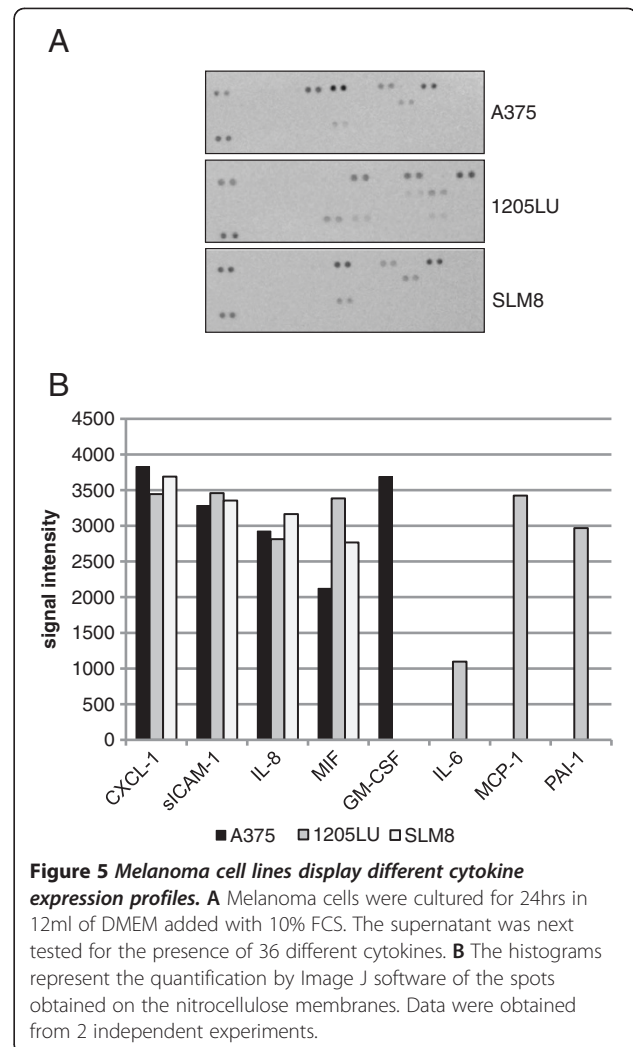 A
A375
1205LU
SLM8
B
4500
4000
3500
3000
2500
2000
1500
1000
500
0
signal intensity
CXCL-1
sICAM-1
IL-8
MIF
GM-CSF
IL-6
MCP-1
PAI-1
A375 1205LU SLM8
Figure 5 Melanoma cell lines display different cytokine
expression profiles. A Melanoma cells were cultured for 24hrs in
12ml of DMEM added with 10% FCS. The supernatant was next
tested for the presence of 36 different cytokines. B The histograms
represent the quantification by Image J software of the spots
obtained on the nitrocellulose membranes. Data were obtained
from 2 independent experiments.